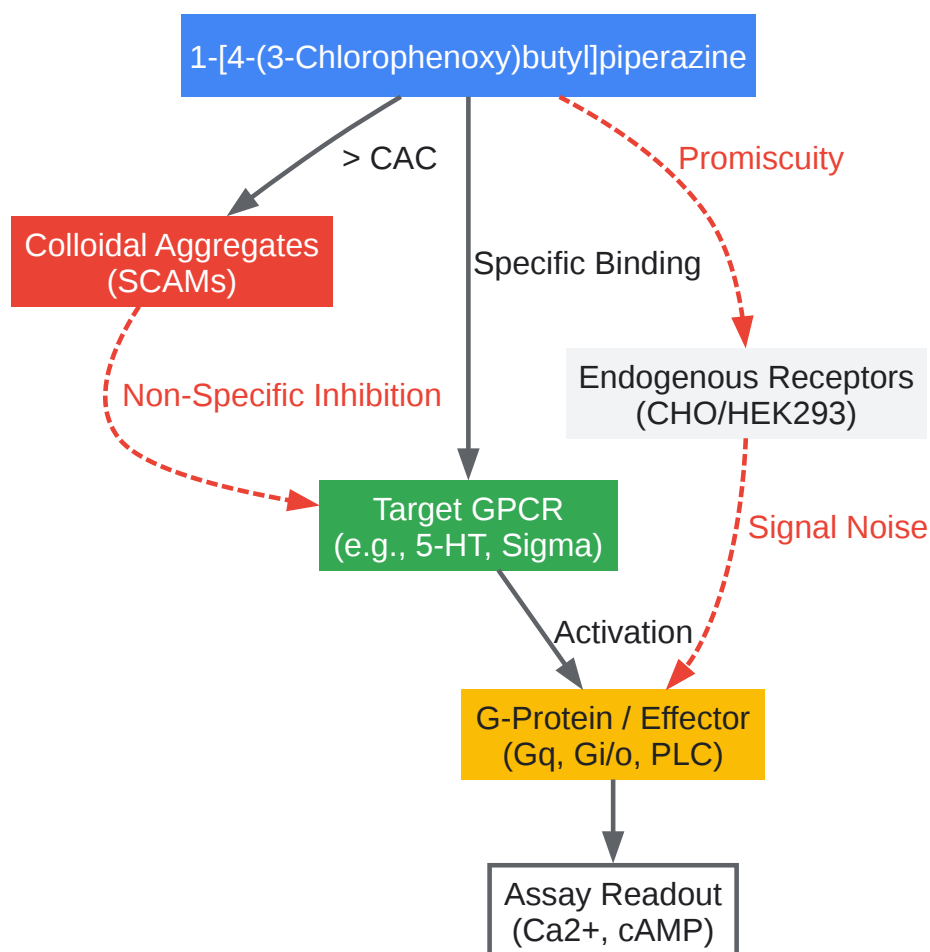 1-[4-(3-Chlorophenoxy)butyl]piperazine
> CAC
Promiscuity
Colloidal Aggregates
(SCAMs)
Specific Binding
Endogenous Receptors
(CHO/HEK293)
Non-Specific Inhibition
Target GPCR
(e.g., 5-HT, Sigma)
Signal Noise
Activation
G-Protein / Effector
(Gq, Gi/o, PLC)
Assay Readout
(Ca2+, cAMP)